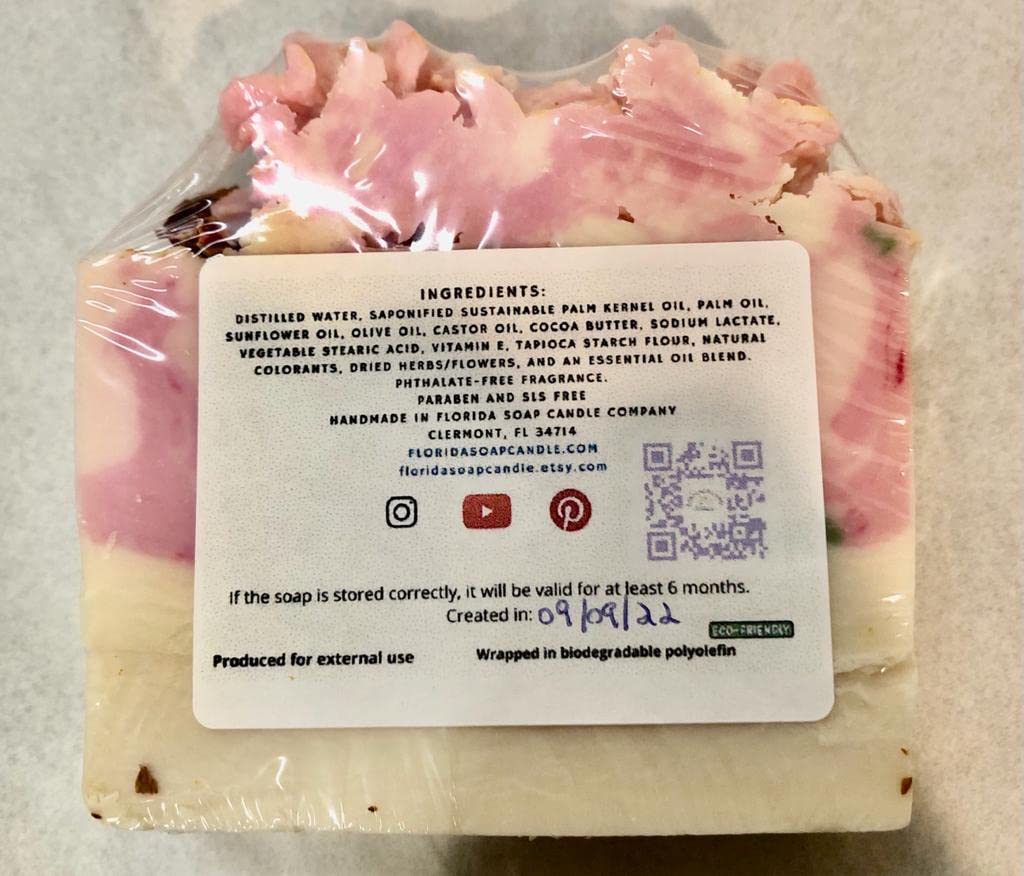 INGREDIENTS:
DISTILLED WATER, SAPONIFIED SUSTAINABLE PALM KERNEL OIL, PALM OIL,
SUNFLOWER OIL, OLIVE OIL, CASTOR OIL, COCOA BUTTER, SODIUM LACTATE,
VEGETABLE STEARIC ACID, VITAMIN E, TAPIOCA STARCH FLOUR, NATURAL
COLORANTS, DRIED HERBS/FLOWERS, AND AN ESSENTIAL OIL BLEND.
PHTHALATE-FREE FRAGRANCE.
PARABEN AND SLS FREE
HANDMADE IN FLORIDA SOAP CANDLE COMPANY
CLERMONT, FL 34714
FLORIDASOAPCANDLE.COM
floridasoapcandle.etsy.com
If the soap is stored correctly, it will be valid for at least 6 months.
Created in: 09/09/22
ECO-FRIENDLY
Produced for external use
Wrapped in biodegradable polyolefin